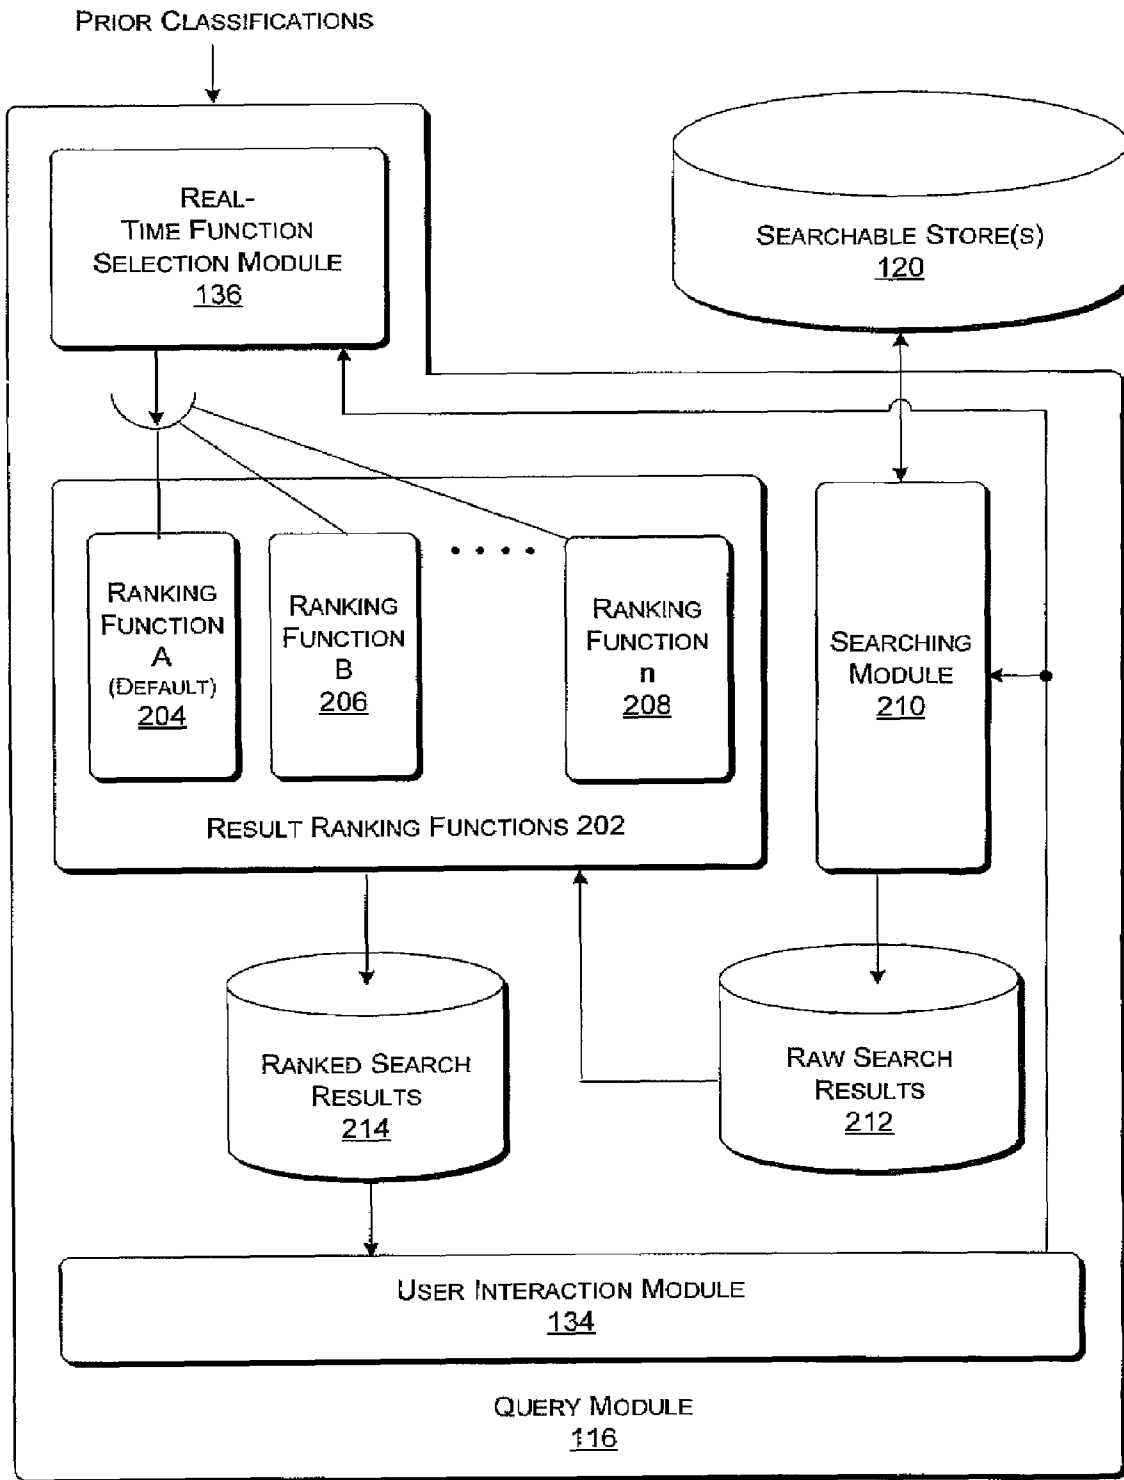 PRIOR CLASSIFICATIONS
REAL-
TIME FUNCTION
SELECTION MODULE
136
SEARCHABLE STORE(S)
120
RANKING
FUNCTION
A
(DEFAULT)
204
RANKING
FUNCTION
B
206
. . . .
RANKING
FUNCTION
n
208
RESULT RANKING FUNCTIONS 202
SEARCHING
MODULE
210
RANKED SEARCH
RESULTS
214
RAW SEARCH
RESULTS
212
USER INTERACTION MODULE
134
QUERY MODULE
116